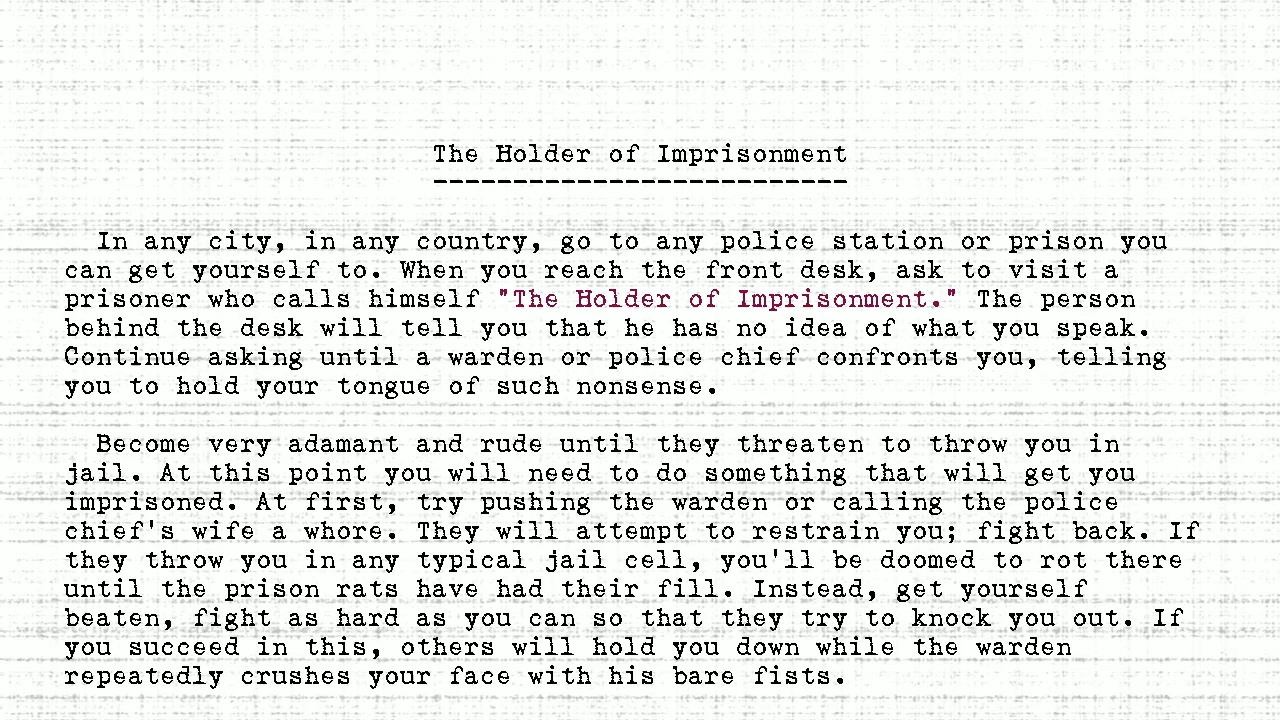 The Holder of Imprisonment
--------------------------
In any city, in any country, go to any police station or prison you
can get yourself to. When you reach the front desk, ask to visit a
prisoner who calls himself "The Holder of Imprisonment." The person
behind the desk will tell you that he has no idea of what you speak.
Continue asking until a warden or police chief confronts you, telling
you to hold your tongue of such nonsense.
Become very adamant and rude until they threaten to throw you in
jail. At this point you will need to do something that will get you
imprisoned. At first, try pushing the warden or calling the police
chief's wife a whore. They will attempt to restrain you; fight back. If
they throw you in any typical jail cell, you'll be doomed to rot there
until the prison rats have had their fill. Instead, get yourself
beaten, fight as hard as you can so that they try to knock you out. If
you succeed in this, others will hold you down while the warden
repeatedly crushes your face with his bare fists.